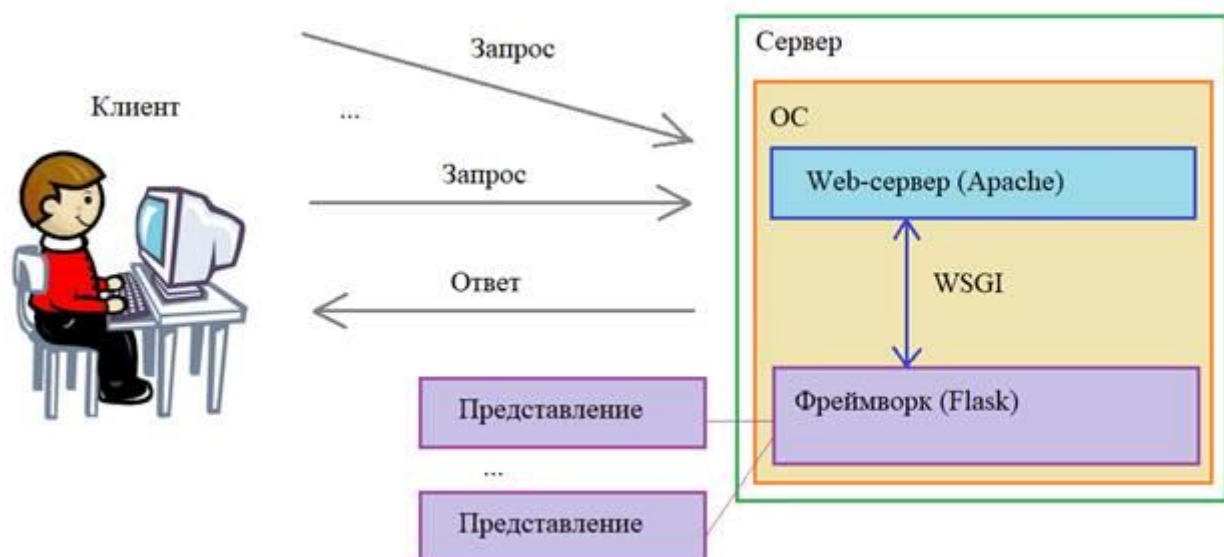 Запрос
Сервер
Клиент
...
ОС
Запрос
Web-сервер (Apache)
Ответ
WSGI
Представление
Фреймворк (Flask)
...
Представление